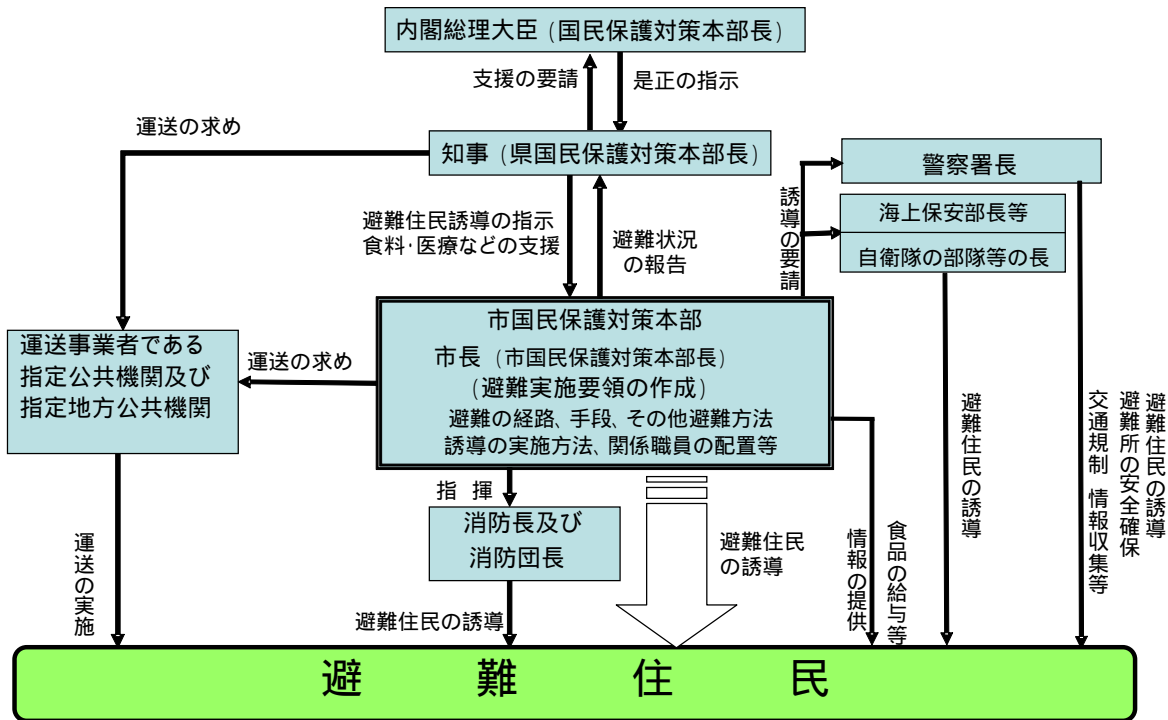 内閣総理大臣（国民保護対策本部長）
支援の要請
是正の指示
運送の求め
知事（県国民保護対策本部長）
警察署長
海上保安部長等
自衛隊の部隊等の長
誘導の要請
避難住民誘導の指示
食料・医療などの支援
避難状況
の報告
市国民保護対策本部
市長（市国民保護対策本部長）
（避難実施要領の作成）
避難の経路、手段、その他避難方法
誘導の実施方法、関係職員の配置等
運送事業者である
指定公共機関及び
指定地方公共機関
運送の求め
指揮
消防長及び
消防団長
避難住民
の誘導
避難住民の誘導
運送の実施
食品の給与等
情報の提供
避難住民の誘導
避難住民の誘導
避難所の安全確保
交通規制 情報収集等
避難住民